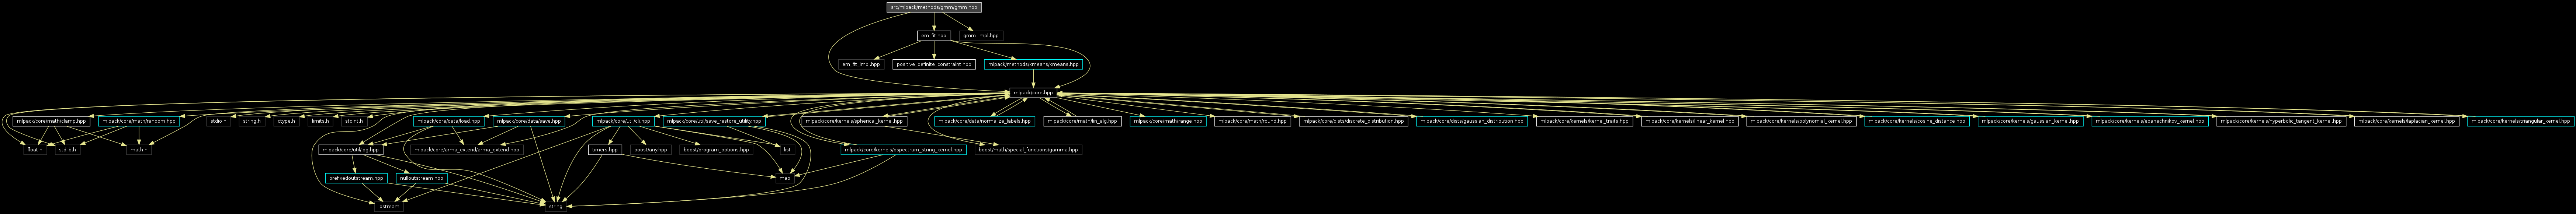 src/mlpack/methods/gmm/gmm.hpp
em_fit.hpp
gmm_impl.hpp
em_fit_impl.hpp
positive_definite_constraint.hpp
mlpack/methods/kmeans/kmeans.hpp
mlpack/core.hpp
mlpack/core/math/clamp.hpp
mlpack/core/math/random.hpp
stdio.h
string.h
ctype.h
limits.h
stdint.h
mlpack/core/data/load.hpp
mlpack/core/data/save.hpp
mlpack/core/util/cli.hpp
mlpack/core/util/save_restore_utility.hpp
mlpack/core/kernels/spherical_kernel.hpp
mlpack/core/data/normalize_labels.hpp
mlpack/core/math/lin_alg.hpp
mlpack/core/math/range.hpp
mlpack/core/math/round.hpp
mlpack/core/dists/discrete_distribution.hpp
mlpack/core/dists/gaussian_distribution.hpp
mlpack/core/kernels/kernel_traits.hpp
mlpack/core/kernels/linear_kernel.hpp
mlpack/core/kernels/polynomial_kernel.hpp
mlpack/core/kernels/cosine_distance.hpp
mlpack/core/kernels/gaussian_kernel.hpp
mlpack/core/kernels/epanechnikov_kernel.hpp
mlpack/core/kernels/hyperbolic_tangent_kernel.hpp
mlpack/core/kernels/laplacian_kernel.hpp
mlpack/core/kernels/triangular_kernel.hpp
float.h
stdlib.h
math.h
mlpack/core/util/log.hpp
mlpack/core/arma_extend/arma_extend.hpp
timers.hpp
boost/any.hpp
boost/program_options.hpp
list
mlpack/core/kernels/pspectrum_string_kernel.hpp
boost/math/special_functions/gamma.hpp
prefixedoutstream.hpp
nulloutstream.hpp
map
iostream
string